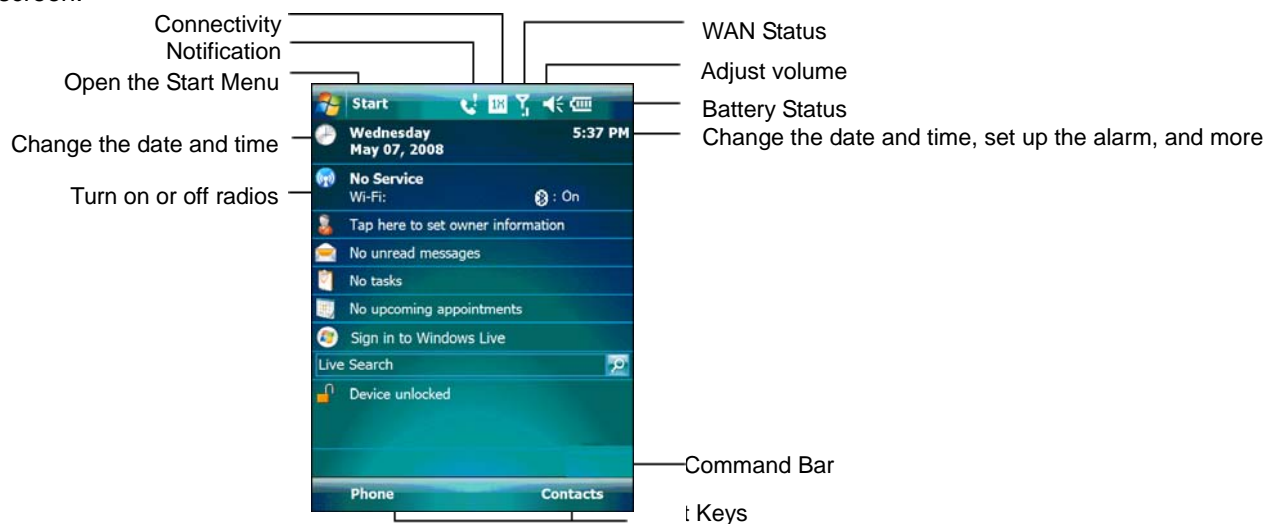 screen.
Connectivity
Notification
Open the Start Menu
Change the date and time
Turn on or off radios
WAN Status
Adjust volume
Battery Status
Change the date and time, set up the alarm, and more
Start
1X
Wednesday 5:37 PM
May 07, 2008
No Service
Wi-Fi: : On
Tap here to set owner information
No unread messages
No tasks
No upcoming appointments
Sign in to Windows Live
Live Search
Device unlocked
Command Bar
Phone Contacts
t Keys